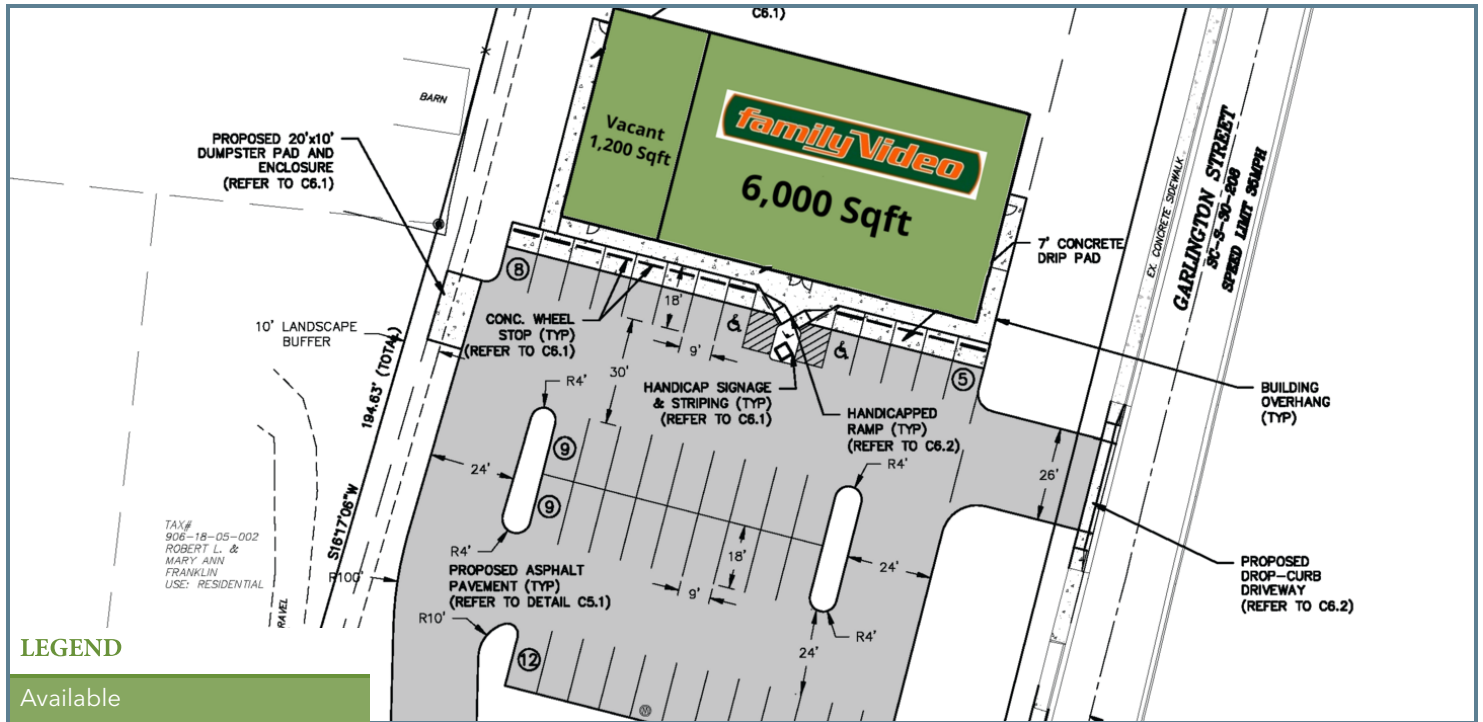 C6.1)
BARN
PROPOSED 20'x10'
DUMPSTER PAD AND
ENCLOSURE
(REFER TO C6.1)
Vacant
1,200 Sqft
family Video
6,000 Sqft
EX. CONCRETE SIDEWALK
GARLINGTON STREET
SC-S-30-208
SPEED LIMIT 35MPH
7' CONCRETE
DRIP PAD
8
18'
CONC. WHEEL
STOP (TYP)
(REFER TO C6.1)
9'
30'
10' LANDSCAPE
BUFFER
194.63' (TOTAL)
S16°17'06"W
HANDICAP SIGNAGE
& STRIPING (TYP)
(REFER TO C6.1)
HANDICAPPED
RAMP (TYP)
(REFER TO C6.2)
5
BUILDING
OVERHANG
(TYP)
R4'
9
24'
9
R4'
R4'
26'
18'
9'
24'
R4'
24'
TAX#
906-18-05-002
ROBERT L. &
MARY ANN
FRANKLIN
USE: RESIDENTIAL
R100'
PROPOSED ASPHALT
PAVEMENT (TYP)
(REFER TO DETAIL C5.1)
R10'
12
PROPOSED
DROP-CURB
DRIVEWAY
(REFER TO C6.2)
M
LEGEND
Available